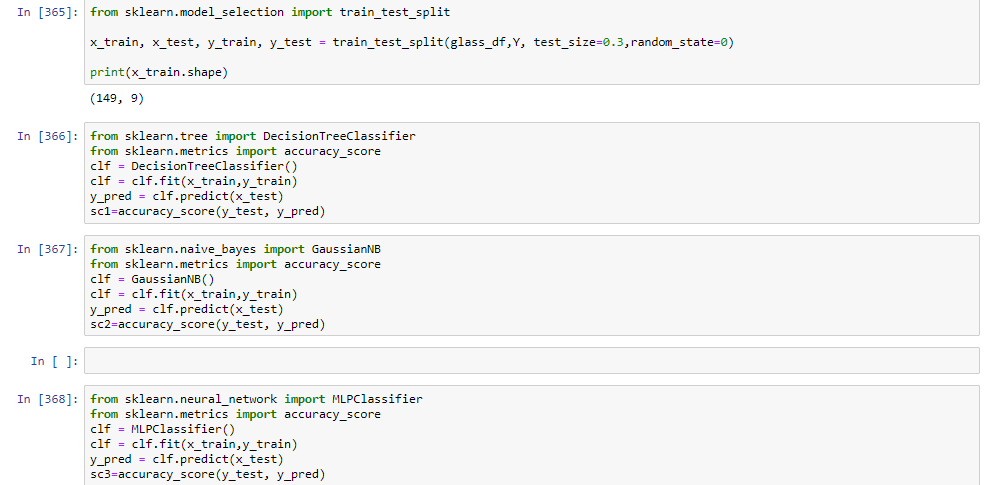 In [365]: from sklearn.model_selection import train_test_split
x_train, x_test, y_train, y_test = train_test_split(glass_df,Y, test_size=0.3,random_state=0)
print(x_train.shape)
(149, 9)
In [366]: from sklearn.tree import DecisionTreeClassifier
from sklearn.metrics import accuracy_score
clf = DecisionTreeClassifier()
clf = clf.fit(x_train,y_train)
y_pred = clf.predict(x_test)
sc1=accuracy_score(y_test, y_pred)
In [367]: from sklearn.naive_bayes import GaussianNB
from sklearn.metrics import accuracy_score
clf = GaussianNB()
clf = clf.fit(x_train,y_train)
y_pred = clf.predict(x_test)
sc2=accuracy_score(y_test, y_pred)
In [ ]:
In [368]: from sklearn.neural_network import MLPClassifier
from sklearn.metrics import accuracy_score
clf = MLPClassifier()
clf = clf.fit(x_train,y_train)
y_pred = clf.predict(x_test)
sc3=accuracy_score(y_test, y_pred)